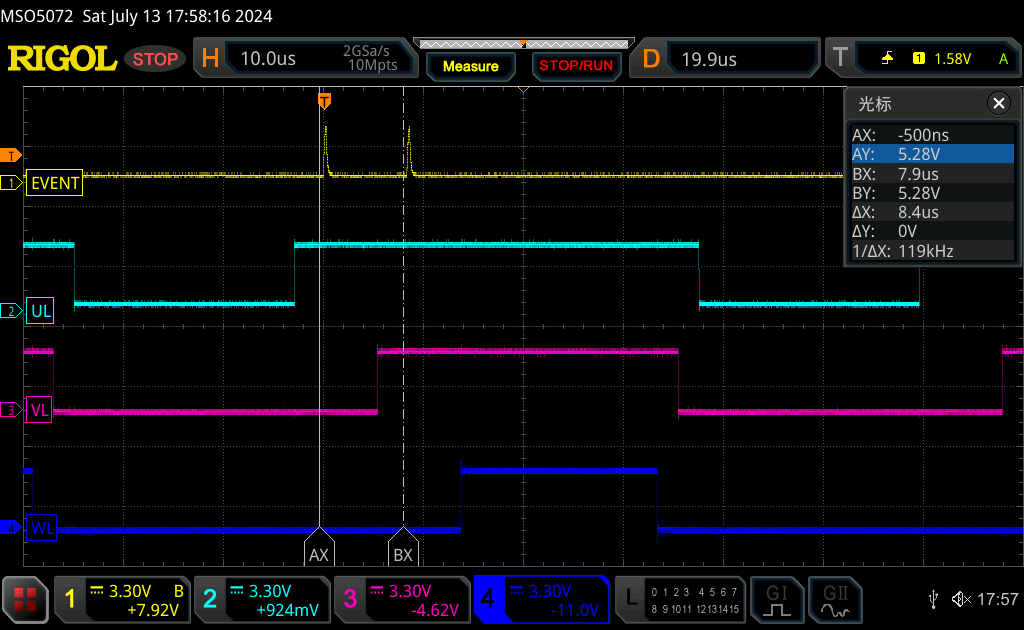 MSO5072 Sat July 13 17:58:16 2024
RIGOL STOP H 10.0us 2GSa/s 10Mpts Measure STOP/RUN D 19.9us T 1 1.58V A
T
T
光标
AX: -500ns
AY: 5.28V
BX: 7.9us
BY: 5.28V
ΔX: 8.4us
ΔY: 0V
1/ΔX: 119kHz
1 EVENT
2 UL
3 VL
4 WL
AX BX
1 3.30V B +7.92V
2 3.30V +924mV
3 3.30V -4.62V
4 3.30V -11.0V
L 0 1 2 3 4 5 6 7
8 9 10 11 12 13 14 15
GI GII
17:57